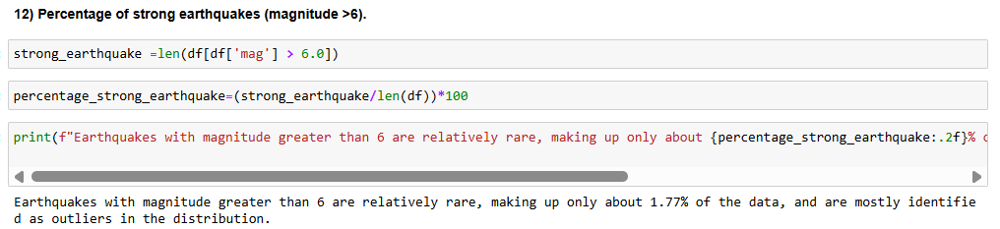 12) Percentage of strong earthquakes (magnitude >6).
strong_earthquake =len(df[df['mag'] > 6.0])
percentage_strong_earthquake=(strong_earthquake/len(df))*100
print(f"Earthquakes with magnitude greater than 6 are relatively rare, making up only about {percentage_strong_earthquake:.2f}%
Earthquakes with magnitude greater than 6 are relatively rare, making up only about 1.77% of the data, and are mostly identifie
d as outliers in the distribution.